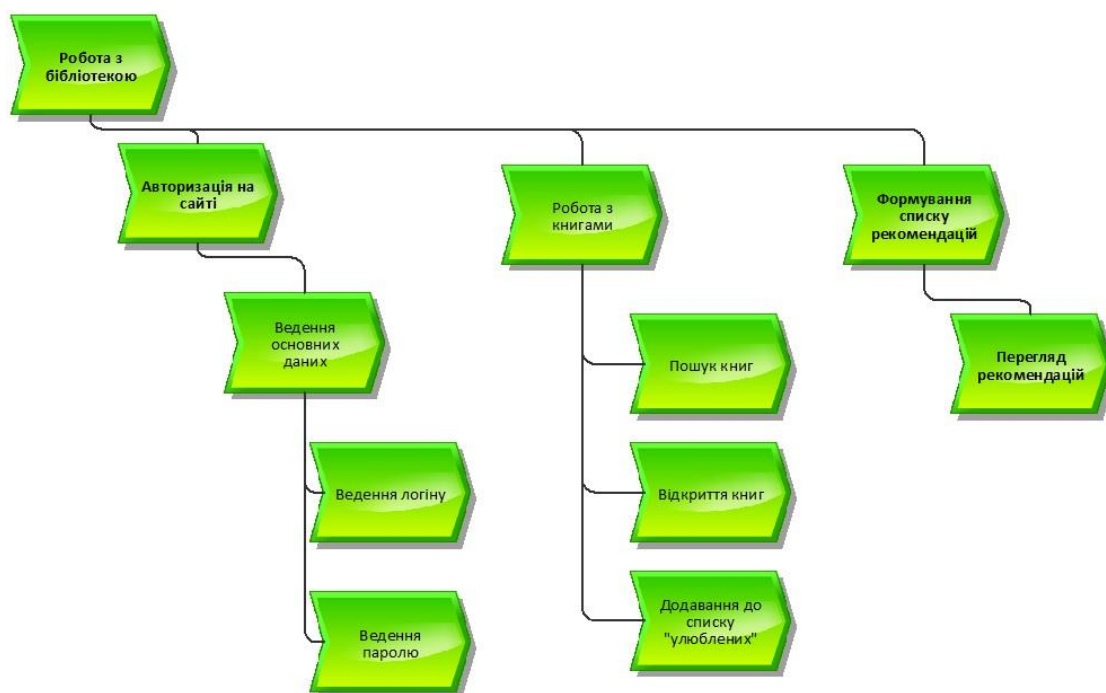 Робота з
бібліотекою
Авторизація на
сайті
Робота з
книгами
Формування
списку
рекомендацій
Ведення
основних
даних
Пошук книг
Перегляд
рекомендацій
Ведення логіну
Відкриття книг
Ведення
паролю
Додавання до
списку
"улюблених"